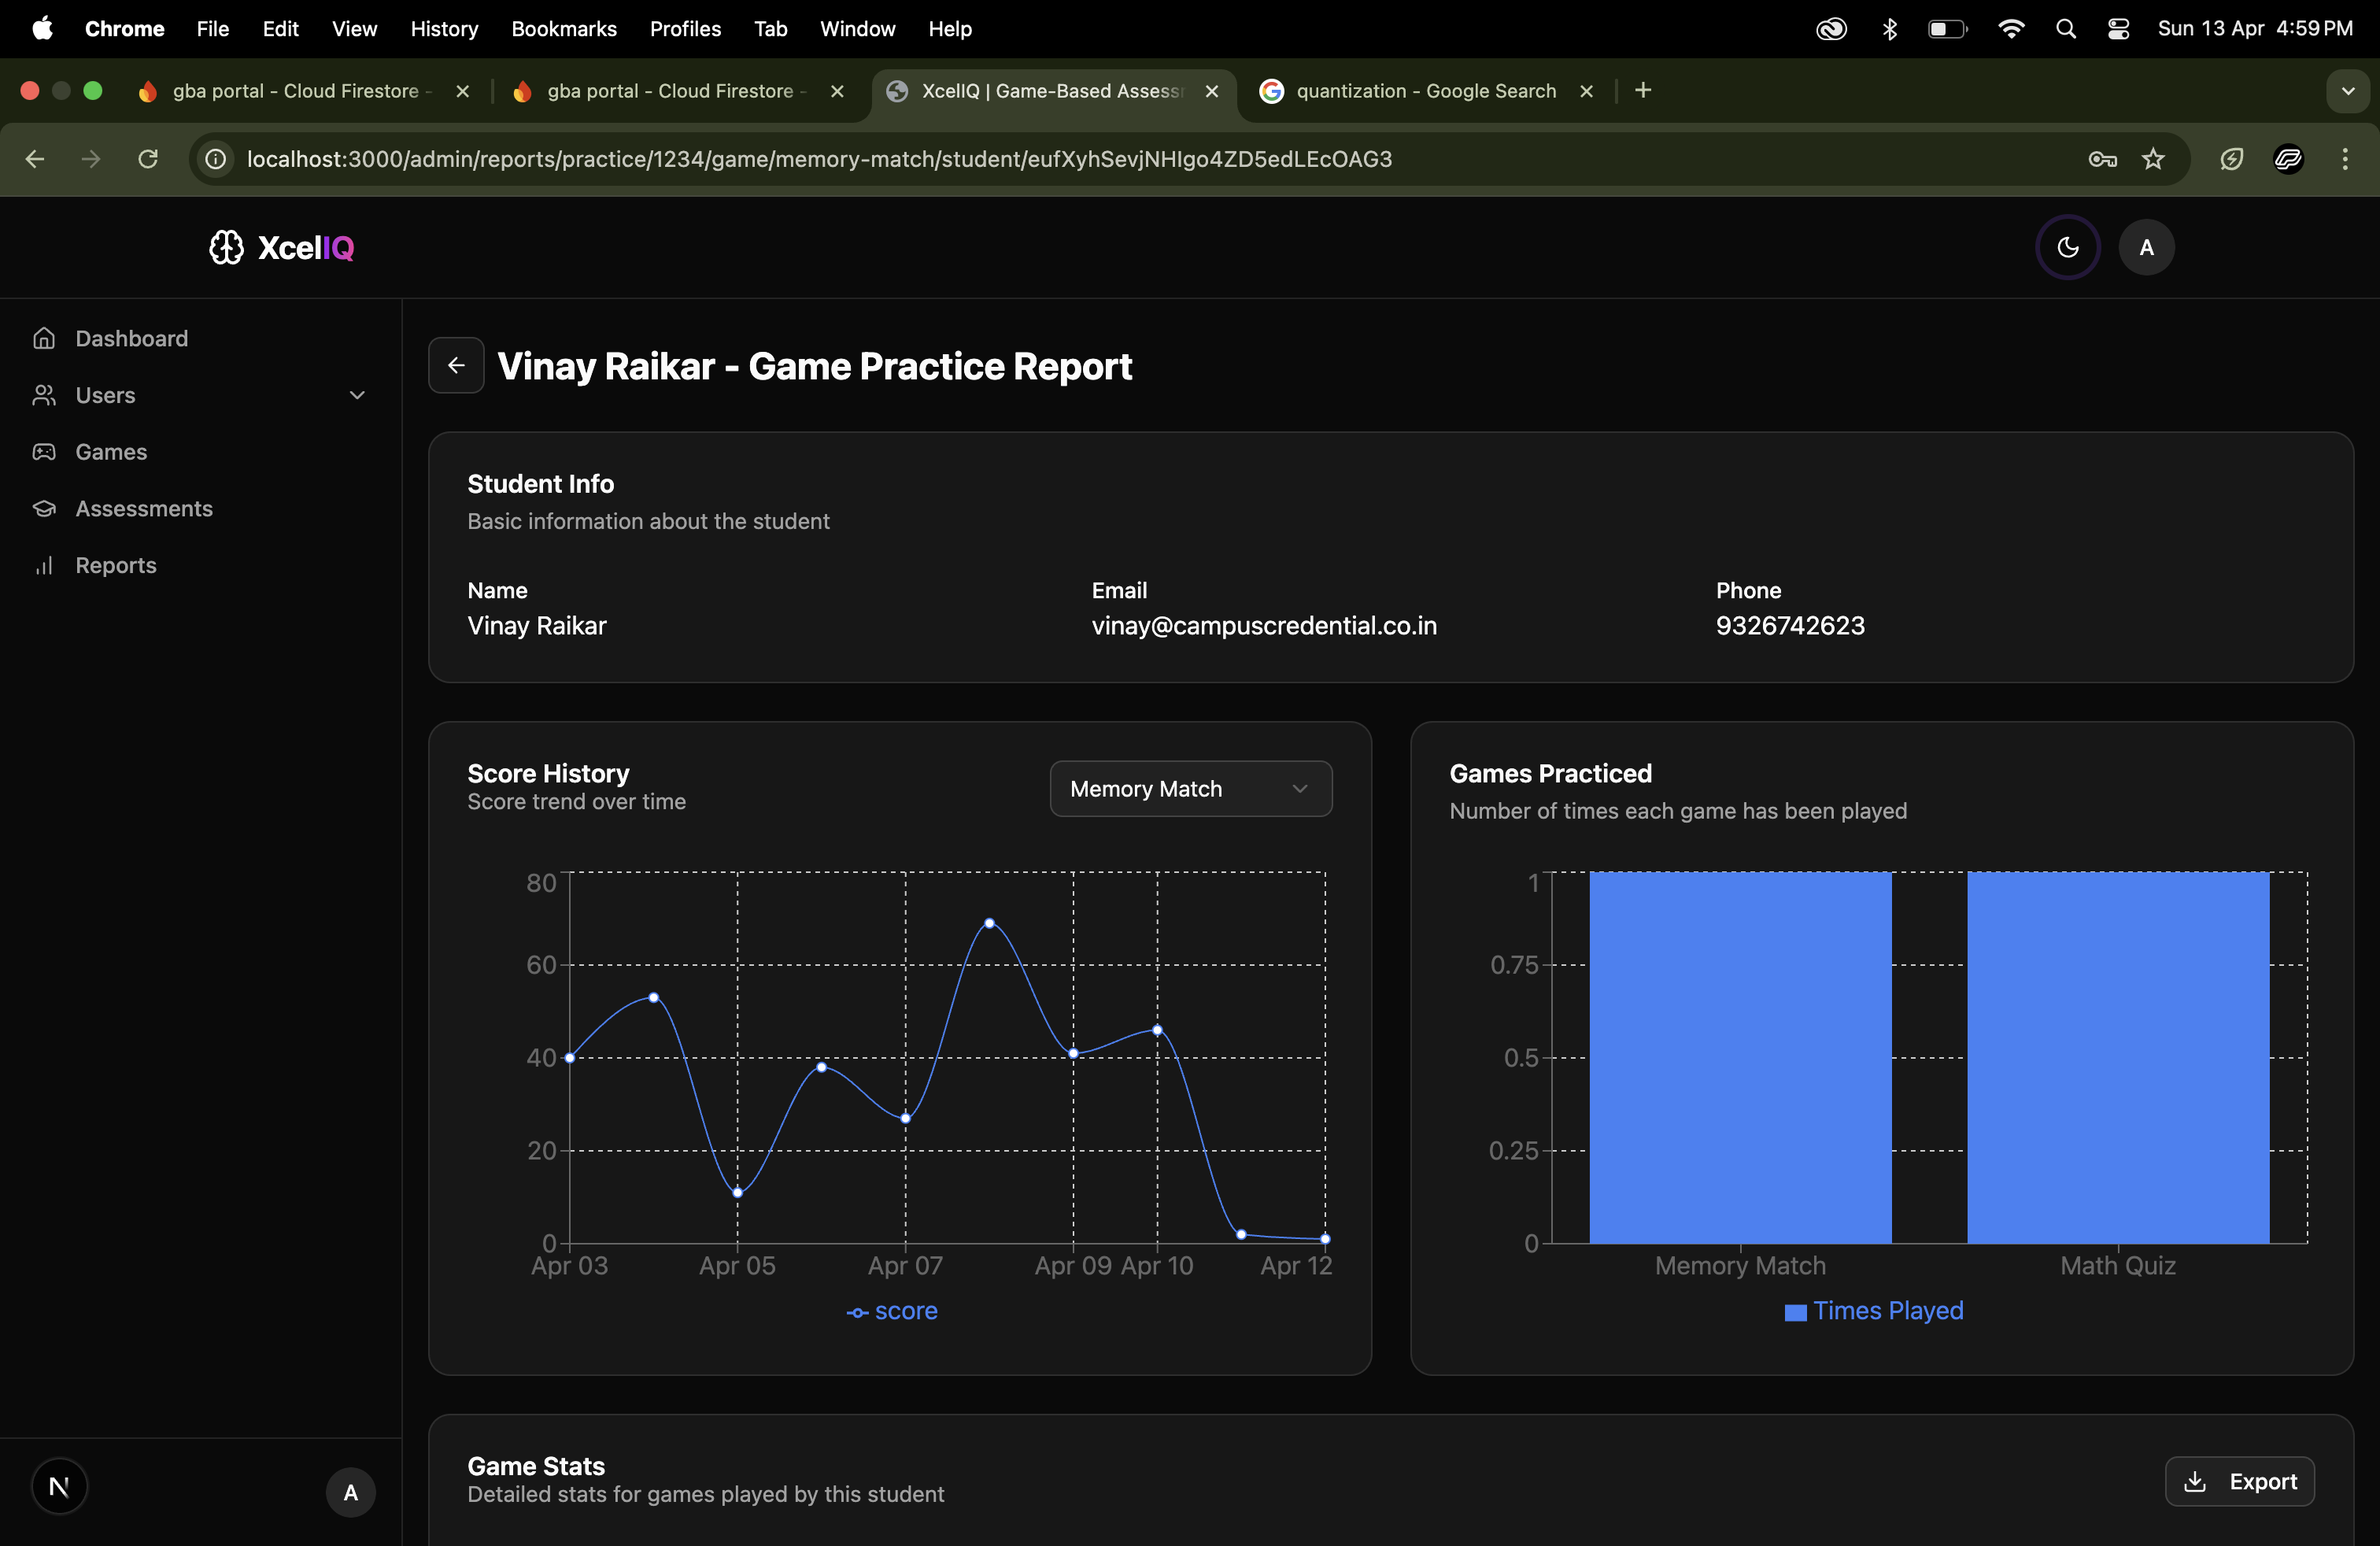 Chrome File Edit View History Bookmarks Profiles Tab Window Help Sun 13 Apr 4:59 PM
gba portal - Cloud Firestore - gba portal - Cloud Firestore - XcelIQ | Game-Based Assess quantization - Google Search
localhost:3000/admin/reports/practice/1234/game/memory-match/student/eufXyhSevjNHIgo4ZD5edLEcOAG3
XcelIQ A
Dashboard
Users
Games
Assessments
Reports
N A
Vinay Raikar - Game Practice Report
Student Info
Basic information about the student
Name Email Phone
Vinay Raikar vinay@campuscredential.co.in 9326742623
Score History
Score trend over time
Memory Match
80
60
40
20
0
Apr 03 Apr 05 Apr 07 Apr 09 Apr 10 Apr 12
score
Games Practiced
Number of times each game has been played
1
0.75
0.5
0.25
0
Memory Match Math Quiz
Times Played
Game Stats
Detailed stats for games played by this student
Export